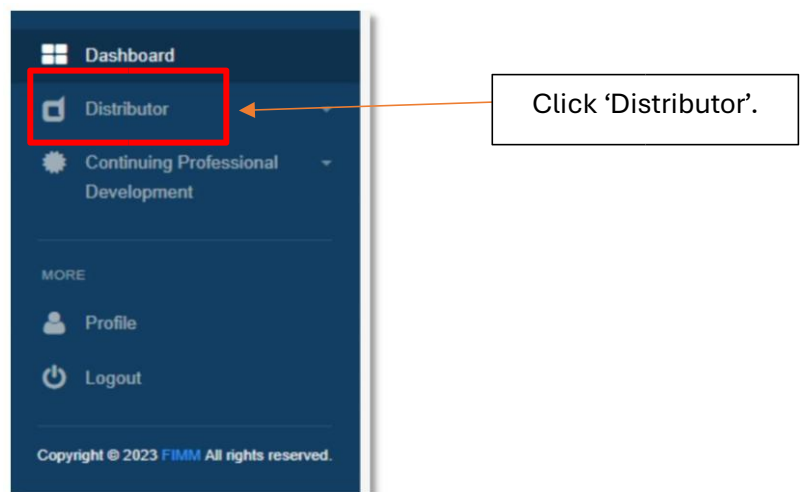 Dashboard
Distributor
Click ‘Distributor’.
Continuing Professional
Development
MORE
Profile
Logout
Copyright © 2023 FIMM All rights reserved.